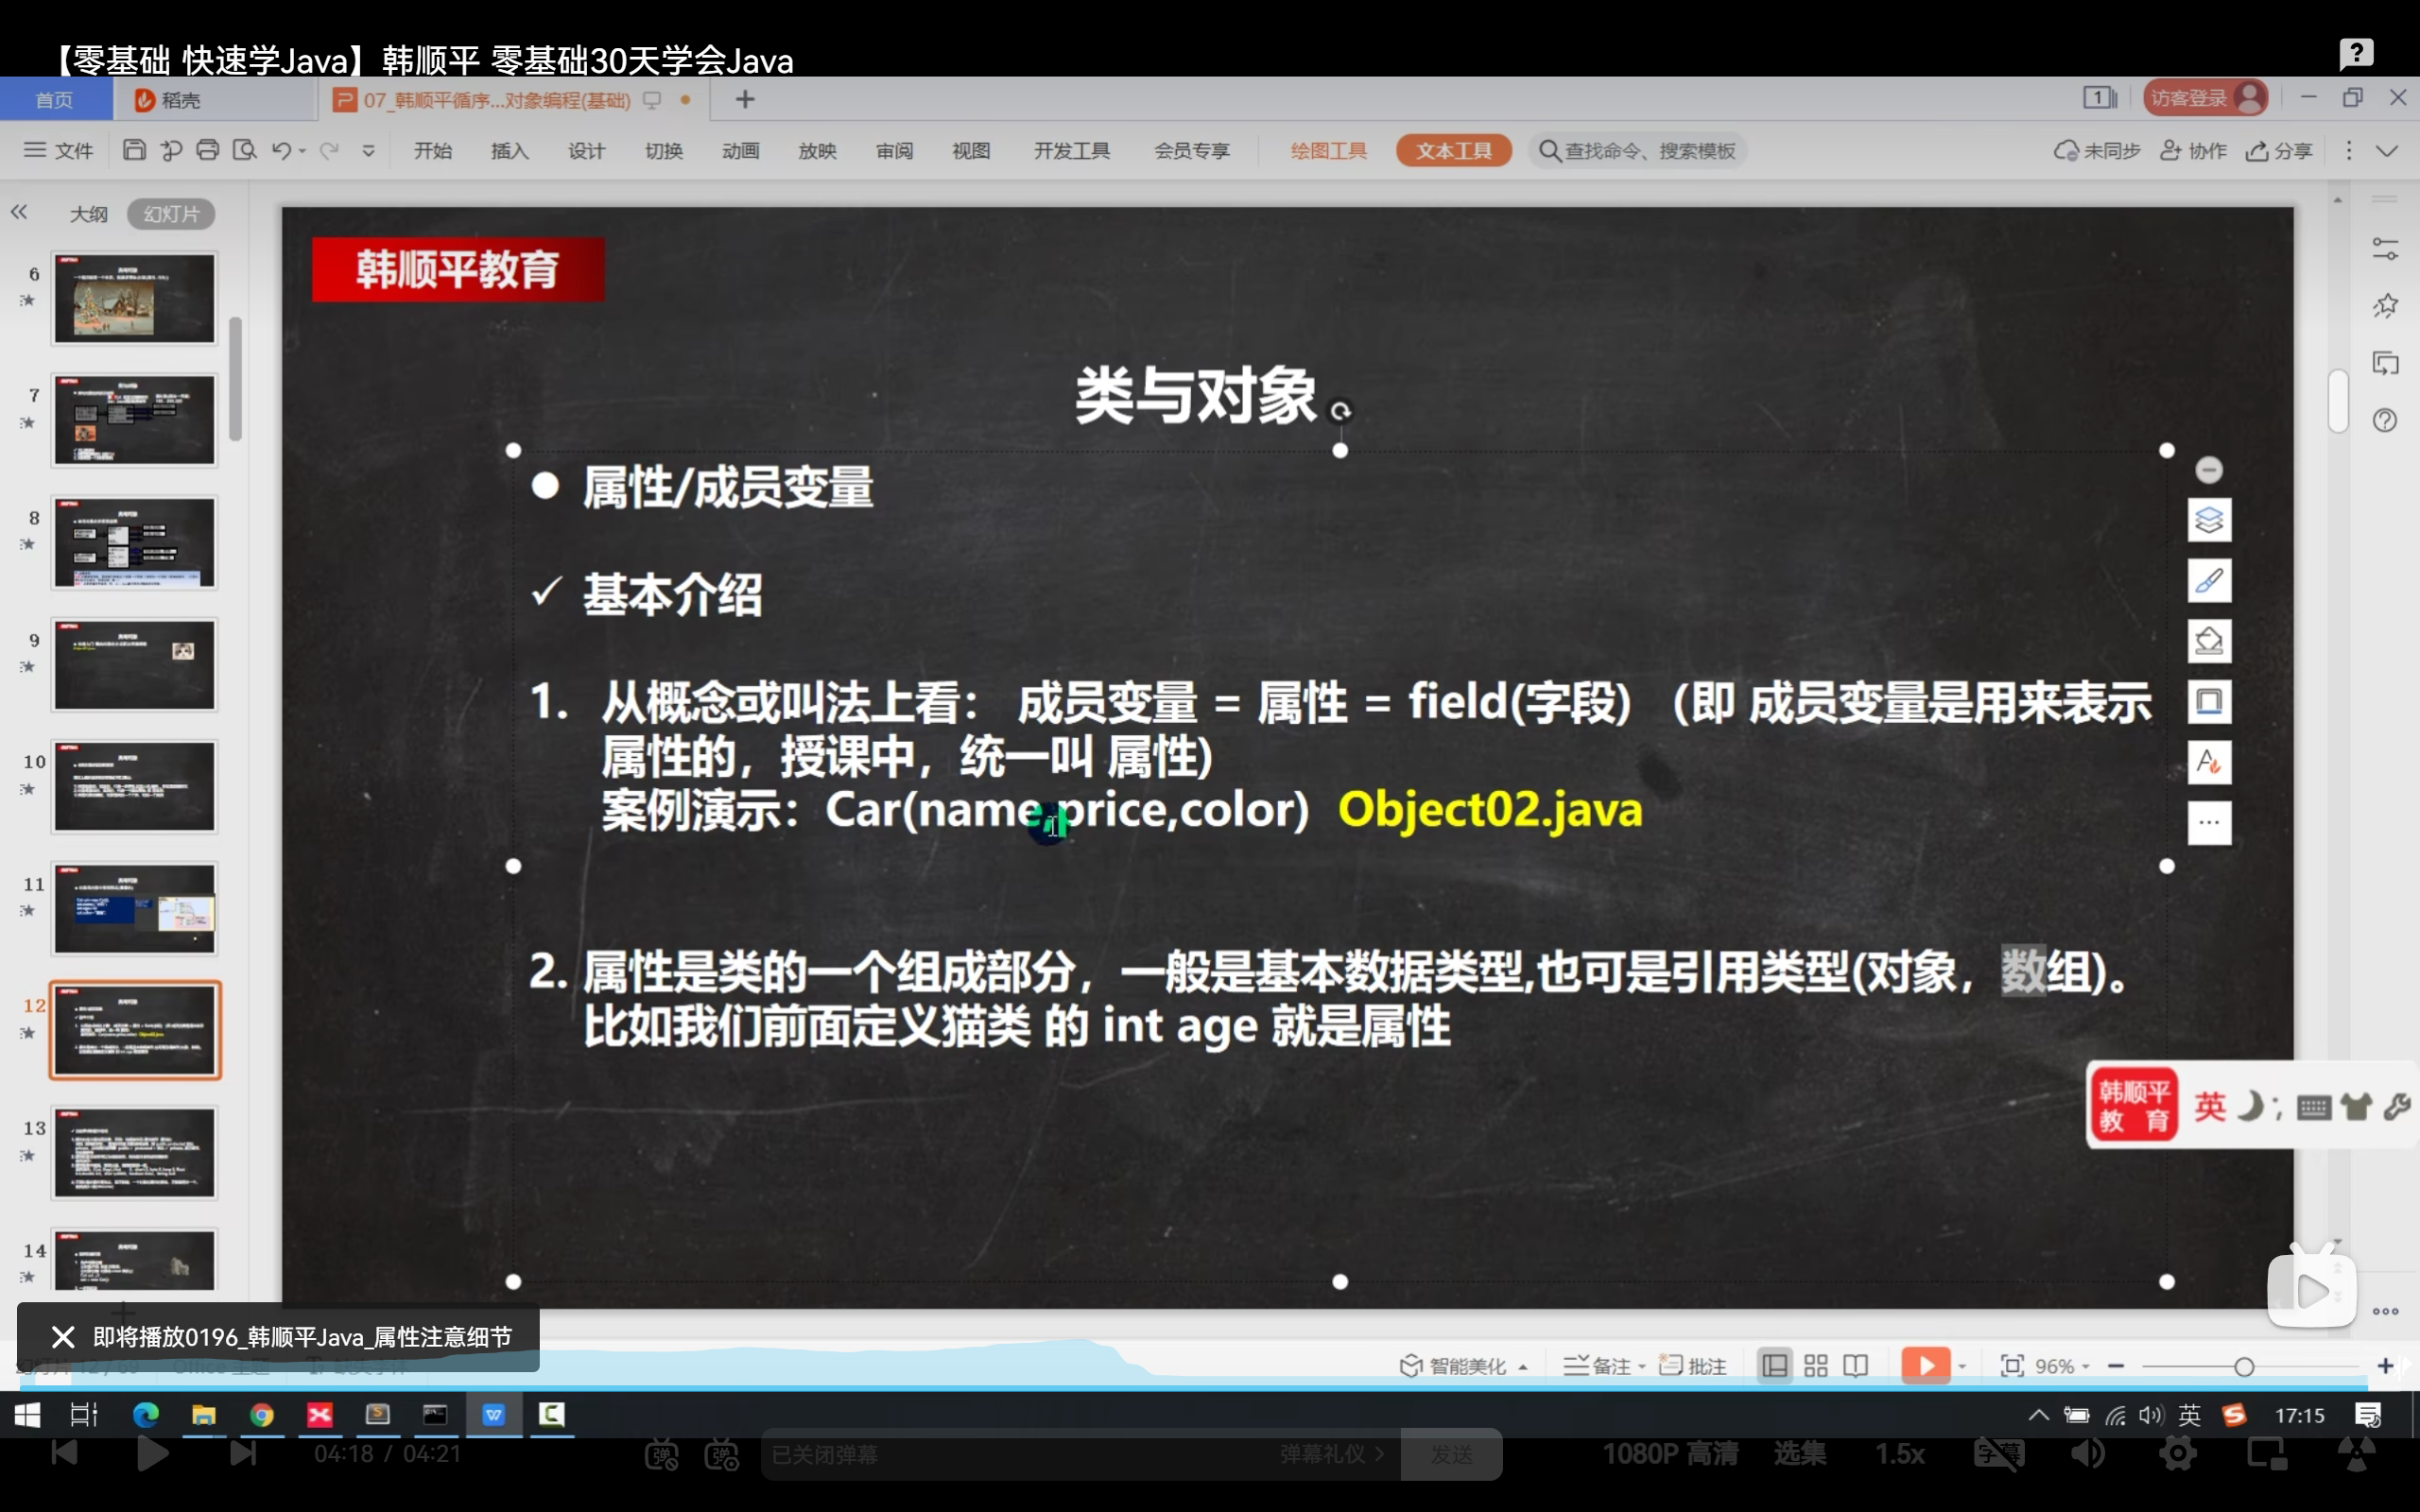 【零基础 快速学Java】韩顺平 零基础30天学会Java
首页
稻壳
07_韩顺平循序...对象编程(基础)
1
访客登录
文件
开始
插入
设计
切换
动画
放映
审阅
视图
开发工具
会员专享
绘图工具
文本工具
查找命令、搜索模板
未同步
协作
分享
大纲
幻灯片
6
7
8
9
10
11
12
13
14
韩顺平教育
类与对象
● 属性/成员变量
✓ 基本介绍
1. 从概念或叫法上看： 成员变量 = 属性 = field(字段) （即 成员变量是用来表示
属性的，授课中，统一叫 属性)
案例演示：Car(name,price,color) Object02.java
2. 属性是类的一个组成部分，一般是基本数据类型,也可是引用类型(对象，数组)。
比如我们前面定义猫类 的 int age 就是属性
韩顺平
教 育
英
即将播放0196_韩顺平Java_属性注意细节
智能美化
备注
批注
96%
英
17:15
04:18 / 04:21
已关闭弹幕
弹幕礼仪
发送
1080P 高清
选集
1.5x
字幕